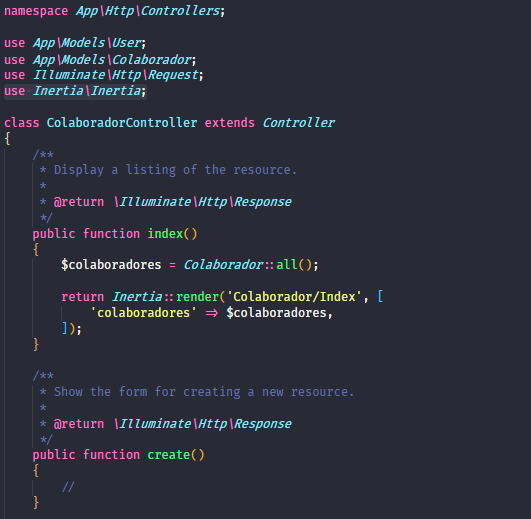 namespace App\Http\Controllers;
use App\Models\User;
use App\Models\Colaborador;
use Illuminate\Http\Request;
use Inertia\Inertia;
class ColaboradorController extends Controller
{
/**
* Display a listing of the resource.
*
* @return \Illuminate\Http\Response
*/
public function index()
{
$colaboradores = Colaborador::all();
return Inertia::render('Colaborador/Index', [
'colaboradores' => $colaboradores,
]);
}
/**
* Show the form for creating a new resource.
*
* @return \Illuminate\Http\Response
*/
public function create()
{
//
}